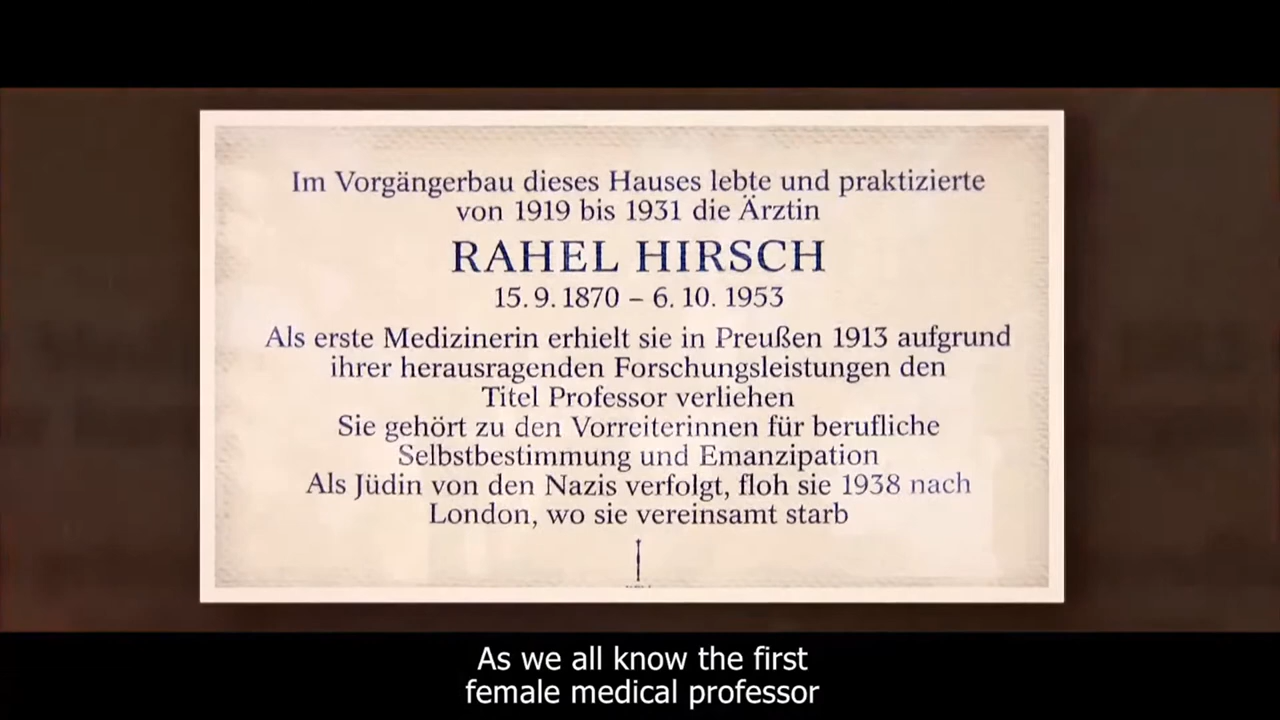 Im Vorgängerbau dieses Hauses lebte und praktizierte
von 1919 bis 1931 die Ärztin
RAHEL HIRSCH
15. 9. 1870 – 6. 10. 1953
Als erste Medizinerin erhielt sie in Preußen 1913 aufgrund
ihrer herausragenden Forschungsleistungen den
Titel Professor verliehen
Sie gehört zu den Vorreiterinnen für berufliche
Selbstbestimmung und Emanzipation
Als Jüdin von den Nazis verfolgt, floh sie 1938 nach
London, wo sie vereinsamt starb
As we all know the first
female medical professor